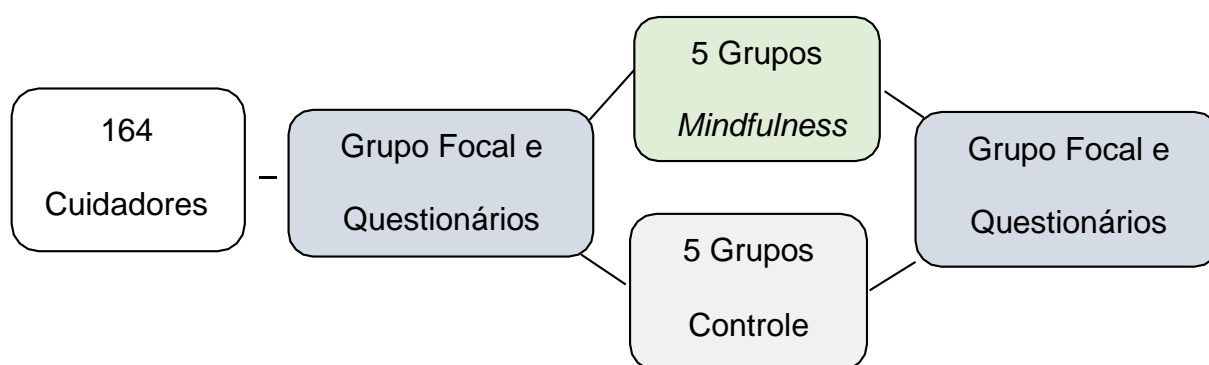 164
Cuidadores
Grupo Focal e
Questionários
5 Grupos
Mindfulness
5 Grupos
Controle
Grupo Focal e
Questionários